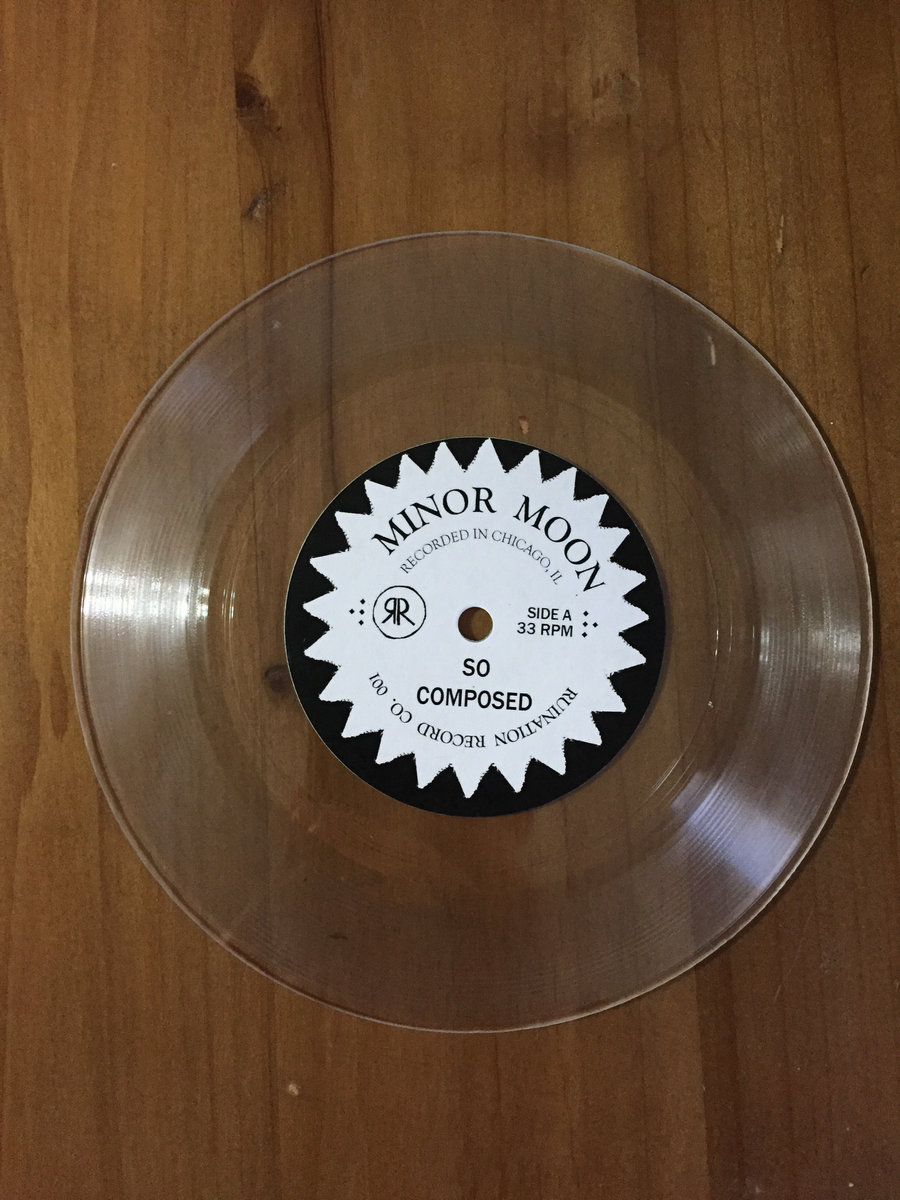 MINOR MOON
RECORDED IN CHICAGO, IL
RR
SIDE A
33 RPM
SO
COMPOSED
RUINATION RECORD CO. 001